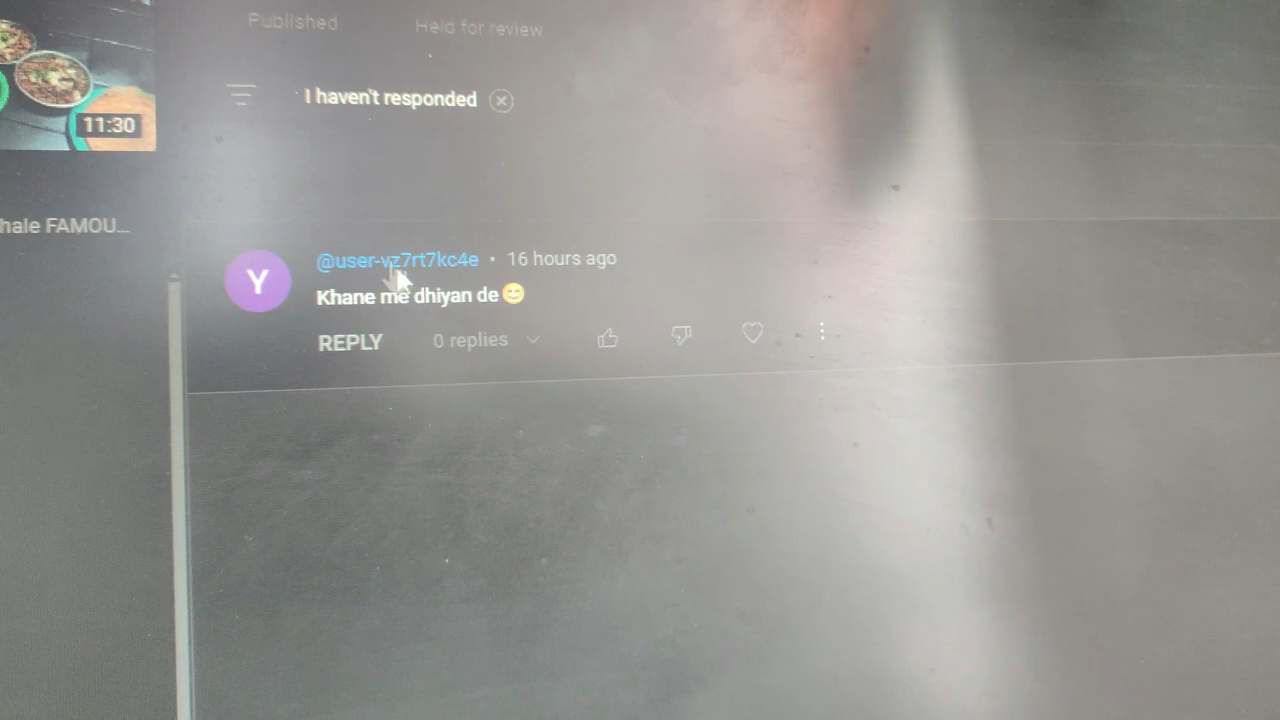 Published
Held for review
I haven't responded
11:30
hale FAMOU...
Y
@user-vz7rt7kc4e • 16 hours ago
Khane me dhiyan de😊
REPLY
0 replies